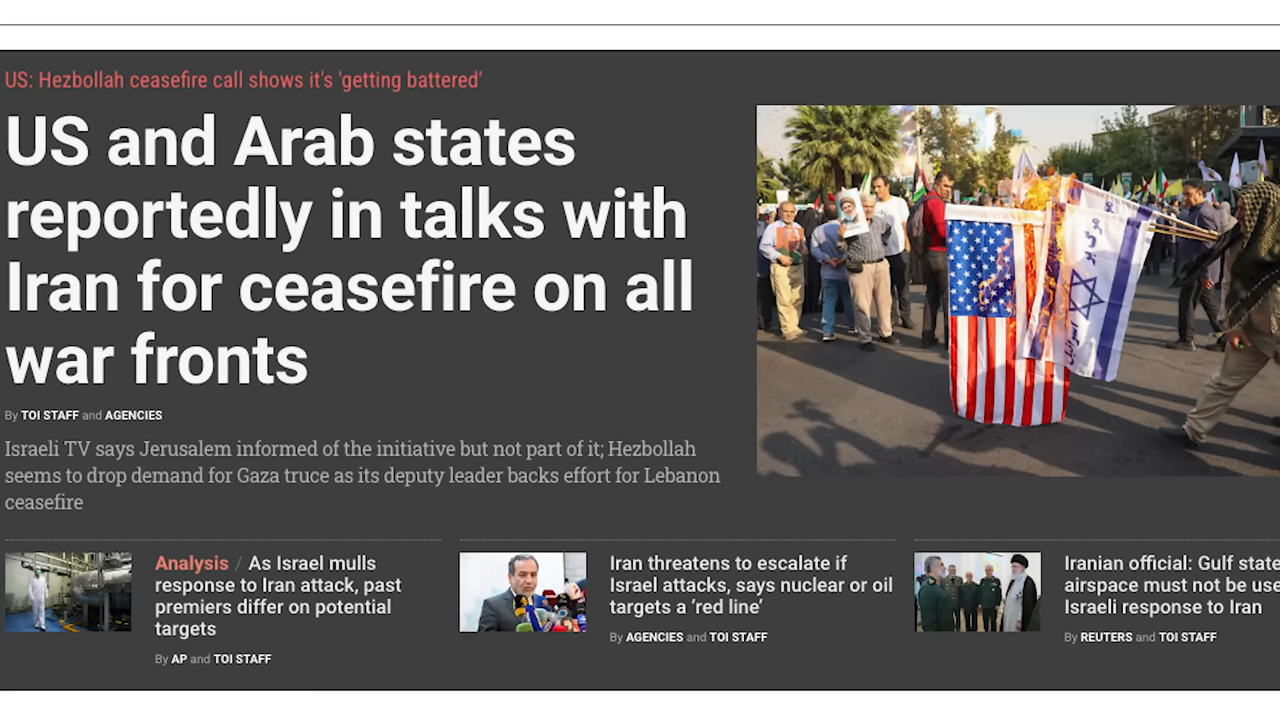 US: Hezbollah ceasefire call shows it's 'getting battered'
US and Arab states
reportedly in talks with
Iran for ceasefire on all
war fronts
By TOI STAFF and AGENCIES
Israeli TV says Jerusalem informed of the initiative but not part of it; Hezbollah
seems to drop demand for Gaza truce as its deputy leader backs effort for Lebanon
ceasefire
Analysis / As Israel mulls
response to Iran attack, past
premiers differ on potential
targets
By AP and TOI STAFF
Iran threatens to escalate if
Israel attacks, says nuclear or oil
targets a ‘red line’
By AGENCIES and TOI STAFF
Iranian official: Gulf state
airspace must not be use
Israeli response to Iran
By REUTERS and TOI STAFF